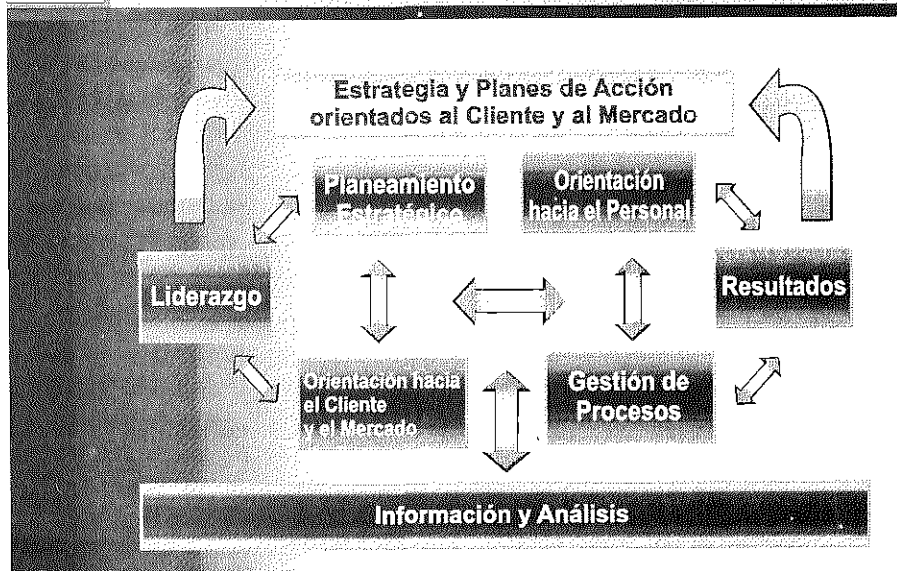 Estrategia y Planes de Acción
orientados al Cliente y al Mercado
Planeamiento
Estratégico
Orientación
hacia el Personal
Liderazgo
Resultados
Orientación hacia
el Cliente
y el Mercado
Gestión de
Procesos
Información y Análisis